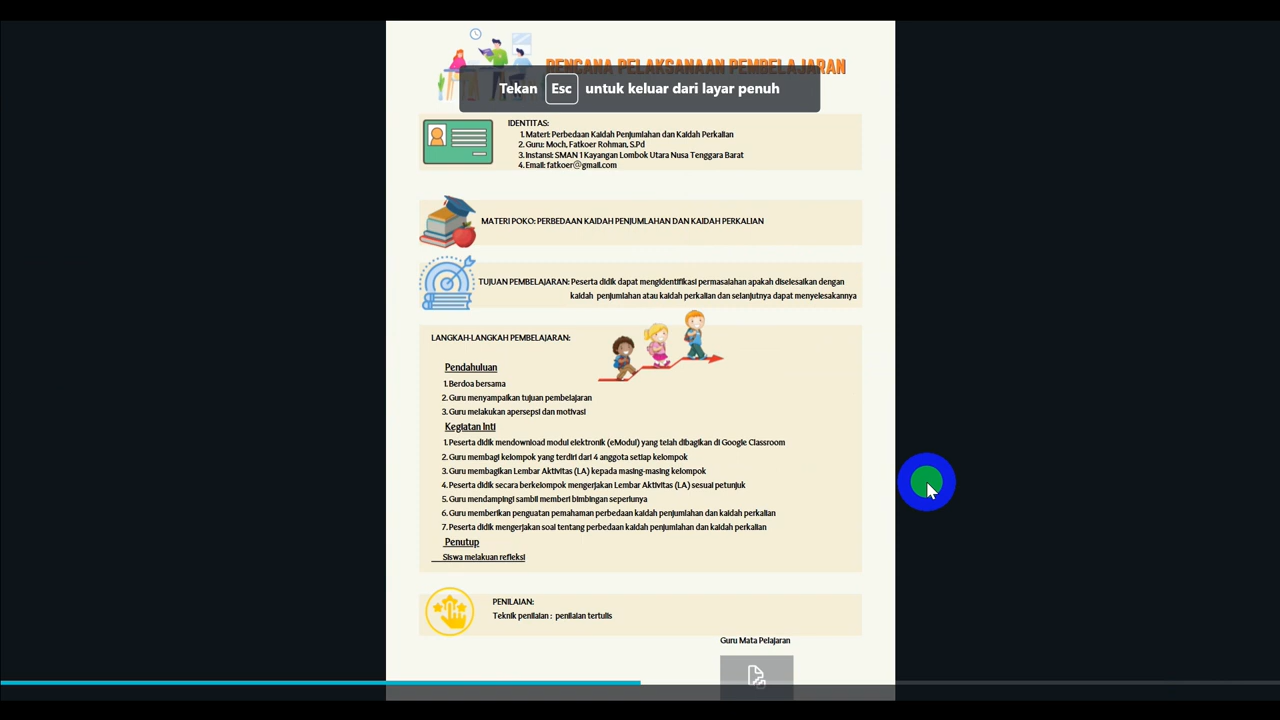 RENCANA PELAKSANAAN PEMBELAJARAN
Tekan Esc untuk keluar dari layar penuh
IDENTITAS:
1. Materi: Perbedaan Kaidah Penjumlahan dan Kaidah Perkalian
2. Guru: Moch, Fatkoer Rohman, S.Pd
3. Instansi: SMAN 1 Kayangan Lombok Utara Nusa Tenggara Barat
4. Email: fatkoer@gmail.com
MATERI POKO: PERBEDAAN KAIDAH PENJUMLAHAN DAN KAIDAH PERKALIAN
TUJUAN PEMBELAJARAN: Peserta didik dapat mengidentifikasi permasalahan apakah diselesaikan dengan
kaidah penjumlahan atau kaidah perkalian dan selanjutnya dapat menyelesakannya
LANGKAH-LANGKAH PEMBELAJARAN:
Pendahuluan
1. Berdoa bersama
2. Guru menyampaikan tujuan pembelajaran
3. Guru melakukan apersepsi dan motivasi
Kegiatan Inti
1. Peserta didik mendownload modul elektronik (eModul) yang telah dibagikan di Google Classroom
2. Guru membagi kelompok yang terdiri dari 4 anggota setiap kelompok
3. Guru membagikan Lembar Aktivitas (LA) kepada masing-masing kelompok
4. Peserta didik secara berkelompok mengerjakan Lembar Aktivitas (LA) sesuai petunjuk
5. Guru mendampingi sambil memberi bimbingan seperlunya
6. Guru memberikan penguatan pemahaman perbedaan kaidah penjumlahan dan kaidah perkalian
7. Peserta didik mengerjakan soal tentang perbedaan kaidah penjumlahan dan kaidah perkalian
Penutup
Siswa melakuan refleksi
PENILAIAN:
Teknik penilaian : penilaian tertulis
Guru Mata Pelajaran